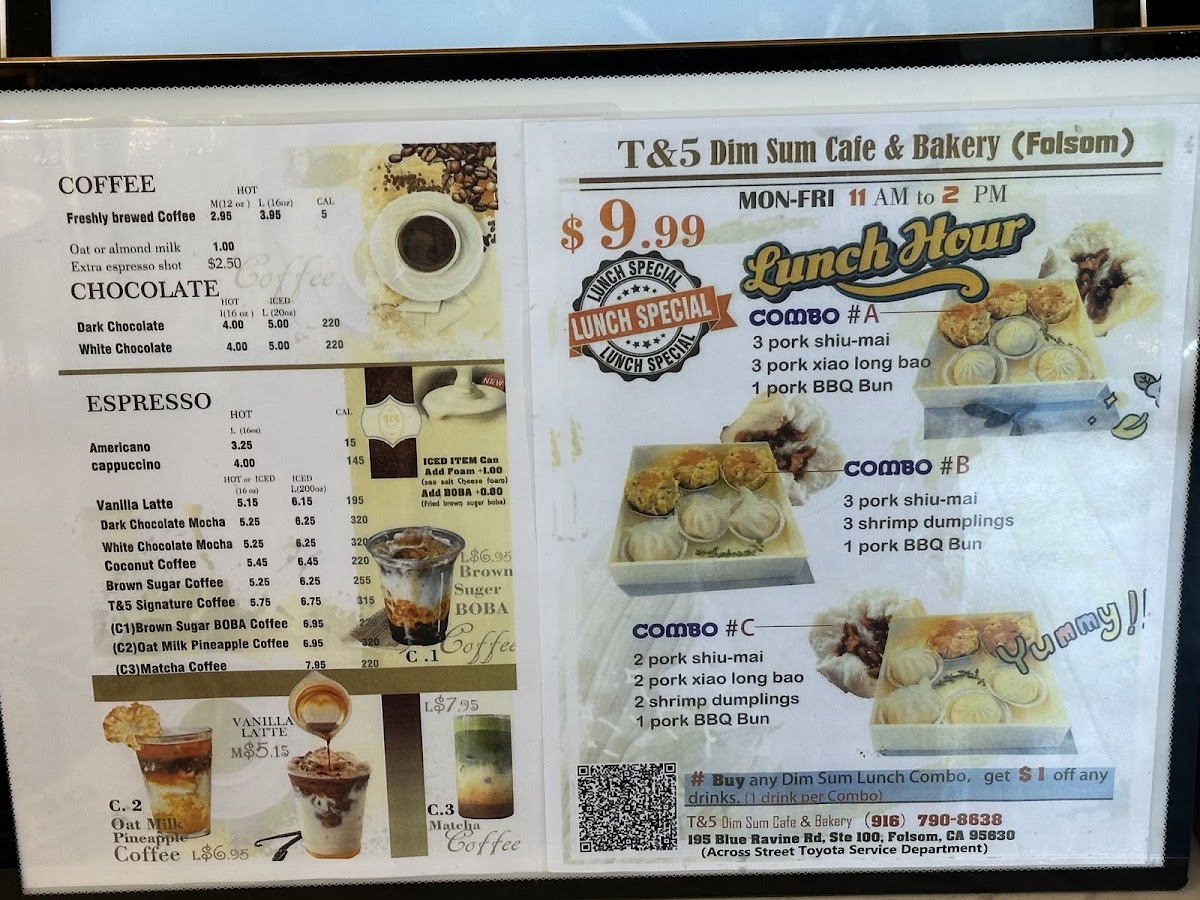 COFFEE
HOT
M(12 oz ) L (16oz) CAL
Freshly brewed Coffee 2.95 3.95 5
Oat or almond milk 1.00
Extra espresso shot $2.50
Coffee
CHOCOLATE
HOT ICED
l(16 oz ) L (20oz)
Dark Chocolate 4.00 5.00 220
White Chocolate 4.00 5.00 220
ESPRESSO
HOT CAL
L (16oz)
Americano 3.25 15
cappuccino 4.00 145
HOT or ICED ICED
(16 oz) L(200oz)
Vanilla Latte 5.15 6.15 195
Dark Chocolate Mocha 5.25 6.25 320
White Chocolate Mocha 5.25 6.25 320
Coconut Coffee 5.45 6.45 220
Brown Sugar Coffee 5.25 6.25 255
T&5 Signature Coffee 5.75 6.75 315
(C1)Brown Sugar BOBA Coffee 6.95
(C2)Oat Milk Pineapple Coffee 6.95 320
(C3)Matcha Coffee 7.95 220
NEW
ICED ITEM Can
Add Foam +1.00
(sea salt Cheese foam)
Add BOBA +0.80
(Fried brown suger boba)
L$6.95
Brown
Suger
BOBA
Coffee
C .1
VANILLA
LATTE
M$5.15
L$7.95
C. 2
Oat Milk
Pineapple
Coffee L$6.95
C.3
Matcha
Coffee
T&5 Dim Sum Cafe & Bakery (Folsom)
MON-FRI 11 AM to 2 PM
$ 9.99
Lunch Hour
LUNCH SPECIAL
LUNCH SPECIAL
LUNCH SPECIAL
COMBO #A
3 pork shiu-mai
3 pork xiao long bao
1 pork BBQ Bun
COMBO #B
3 pork shiu-mai
3 shrimp dumplings
1 pork BBQ Bun
COMBO #C
2 pork shiu-mai
2 pork xiao long bao
2 shrimp dumplings
1 pork BBQ Bun
Yummy!!
# Buy any Dim Sum Lunch Combo, get $1 off any
drinks. (1 drink per Combo)
T&5 Dim Sum Cafe & Bakery (916) 790-8638
195 Blue Ravine Rd, Ste 100, Folsom, CA 95630
(Across Street Toyota Service Department)